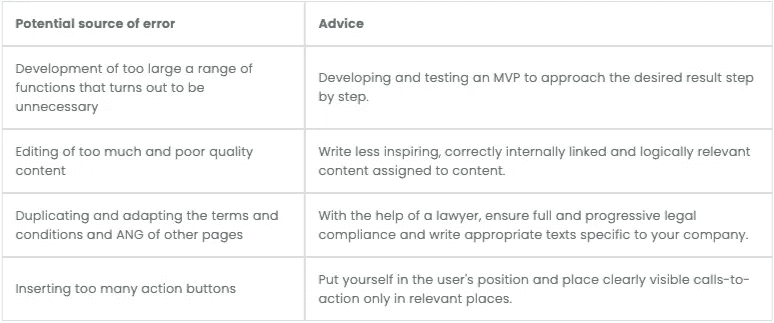 Potential source of error
Advice
Development of too large a range of
functions that turns out to be
unnecessary
Developing and testing an MVP to approach the desired result step
by step.
Editing of too much and poor quality
content
Write less inspiring, correctly internally linked and logically relevant
content assigned to content.
Duplicating and adapting the terms and
conditions and ANG of other pages
With the help of a lawyer, ensure full and progressive legal
compliance and write appropriate texts specific to your company.
Inserting too many action buttons
Put yourself in the user's position and place clearly visible calls-to-
action only in relevant places.